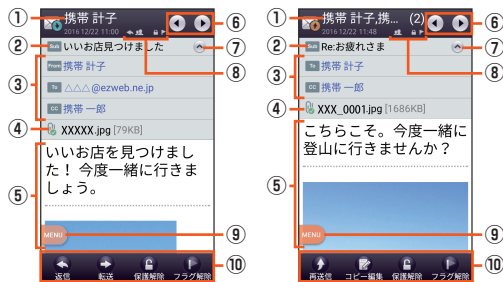 ① 携帯 計子
2016/12/22 11:00
⑥
② Sub いいお店見つけました
⑦
⑧
③
From 携帯 計子
To △△△@ezweb.ne.jp
CC 携帯 一郎
④ XXXXX.jpg [79KB]
⑤
いいお店を見つけまし
た！ 今度一緒に行きま
しょう。
MENU
⑨
⑩
返信 転送 保護解除 フラグ解除
① 携帯 計子,携... (2)
2016/12/22 11:48
⑥
② Sub Re:お疲れさま
⑦
⑧
③
To 携帯 計子
CC 携帯 一郎
④ XXX_0001.jpg [1686KB]
⑤
こちらこそ。今度一緒に
登山に行きませんか？
MENU
⑨
⑩
再送信 コピー編集 保護解除 フラグ解除